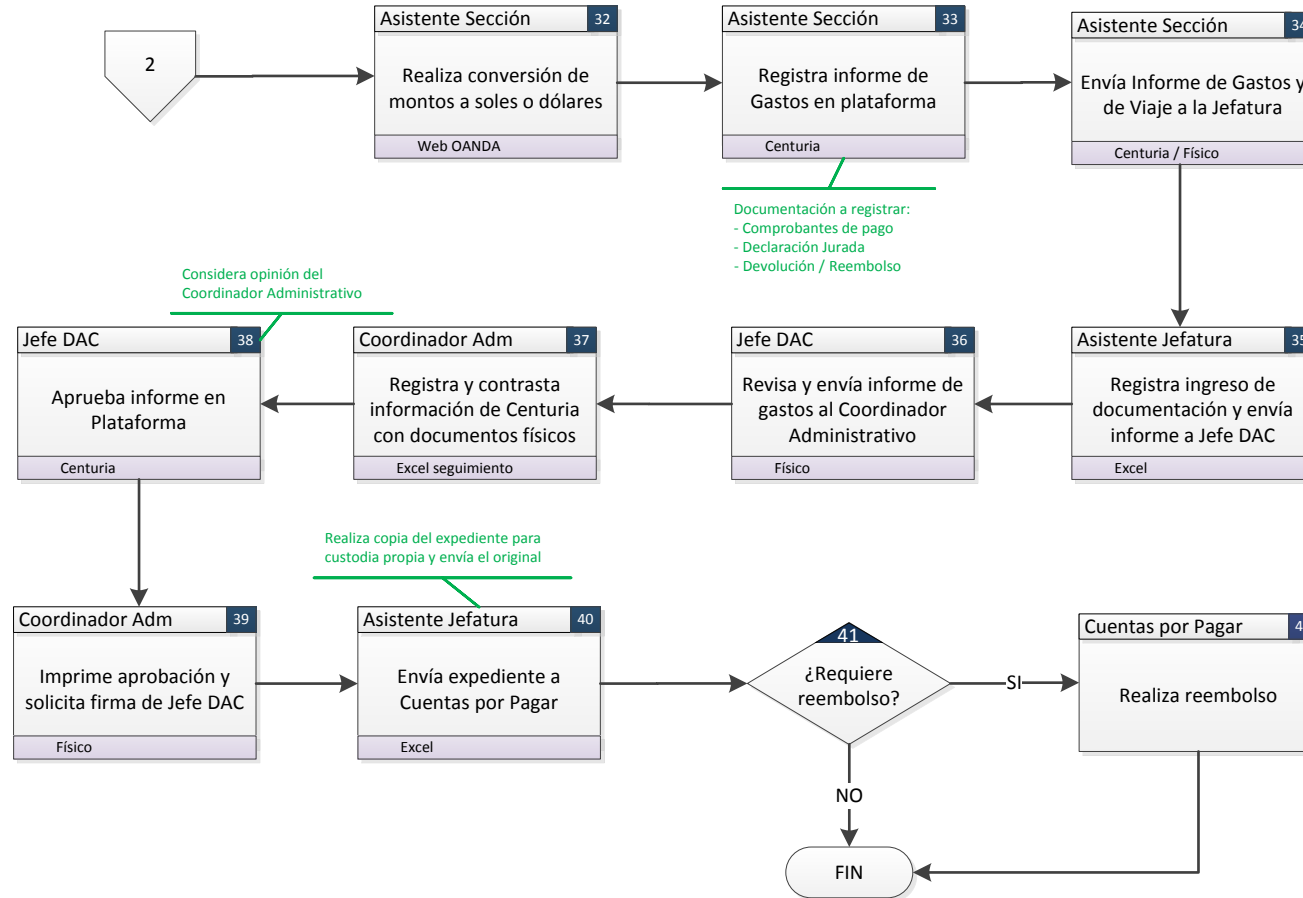 2
Asistente Sección 32
Realiza conversión de
montos a soles o dólares
Web OANDA
Asistente Sección 33
Registra informe de
Gastos en plataforma
Centuria
Asistente Sección 34
Envía Informe de Gastos y
de Viaje a la Jefatura
Centuria / Físico
Documentación a registrar:
- Comprobantes de pago
- Declaración Jurada
- Devolución / Reembolso
Considera opinión del
Coordinador Administrativo
Jefe DAC 38
Aprueba informe en
Plataforma
Centuria
Coordinador Adm 37
Registra y contrasta
información de Centuria
con documentos físicos
Excel seguimiento
Jefe DAC 36
Revisa y envía informe de
gastos al Coordinador
Administrativo
Físico
Asistente Jefatura 35
Registra ingreso de
documentación y envía
informe a Jefe DAC
Excel
Realiza copia del expediente para
custodia propia y envía el original
Coordinador Adm 39
Imprime aprobación y
solicita firma de Jefe DAC
Físico
Asistente Jefatura 40
Envía expediente a
Cuentas por Pagar
Excel
41
¿Requiere
reembolso?
SI
NO
Cuentas por Pagar 4
Realiza reembolso
FIN